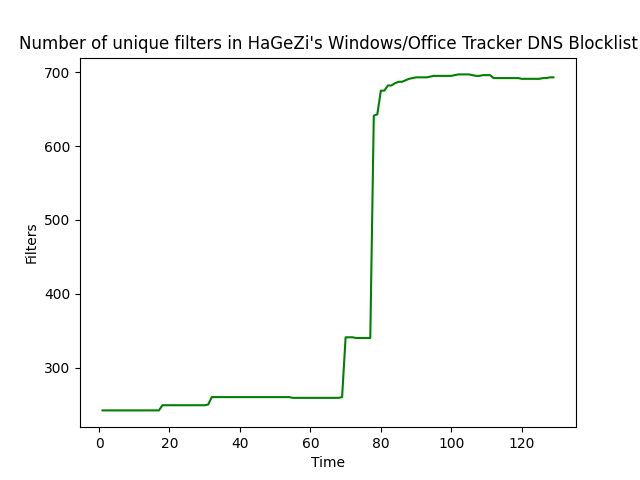 Number of unique filters in HaGeZi's Windows/Office Tracker DNS Blocklist
700
600
500
400
300
Filters
0 20 40 60 80 100 120
Time